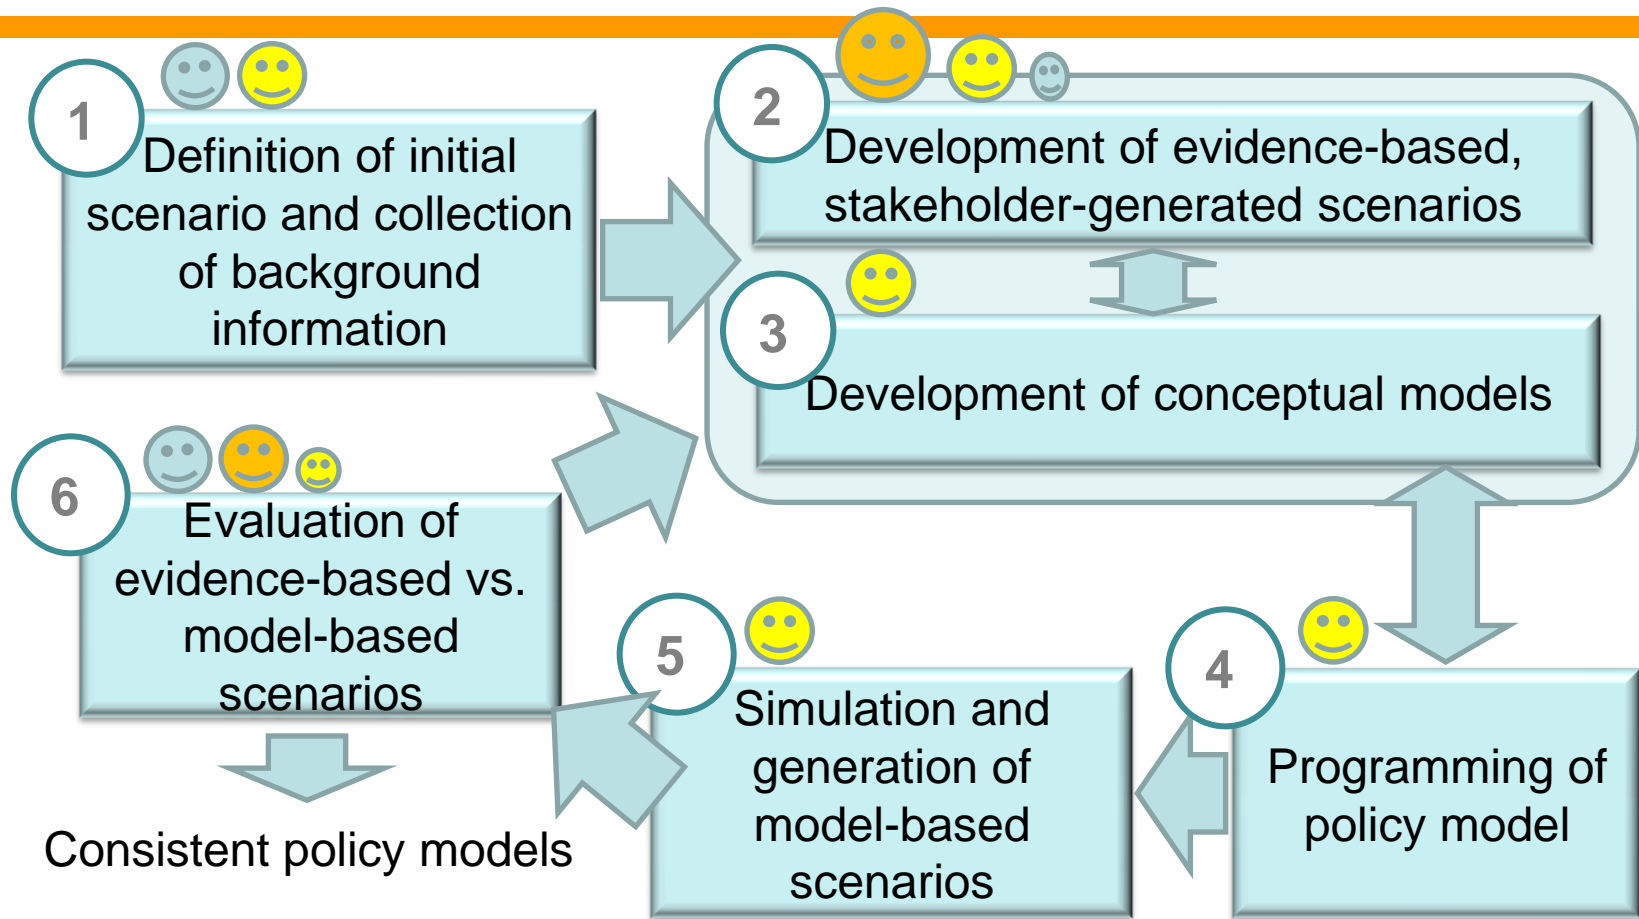 1
Definition of initial
scenario and collection
of background
information
2
Development of evidence-based,
stakeholder-generated scenarios
3
Development of conceptual models
4
Programming of
policy model
5
Simulation and
generation of
model-based
scenarios
6
Evaluation of
evidence-based vs.
model-based
scenarios
Consistent policy models